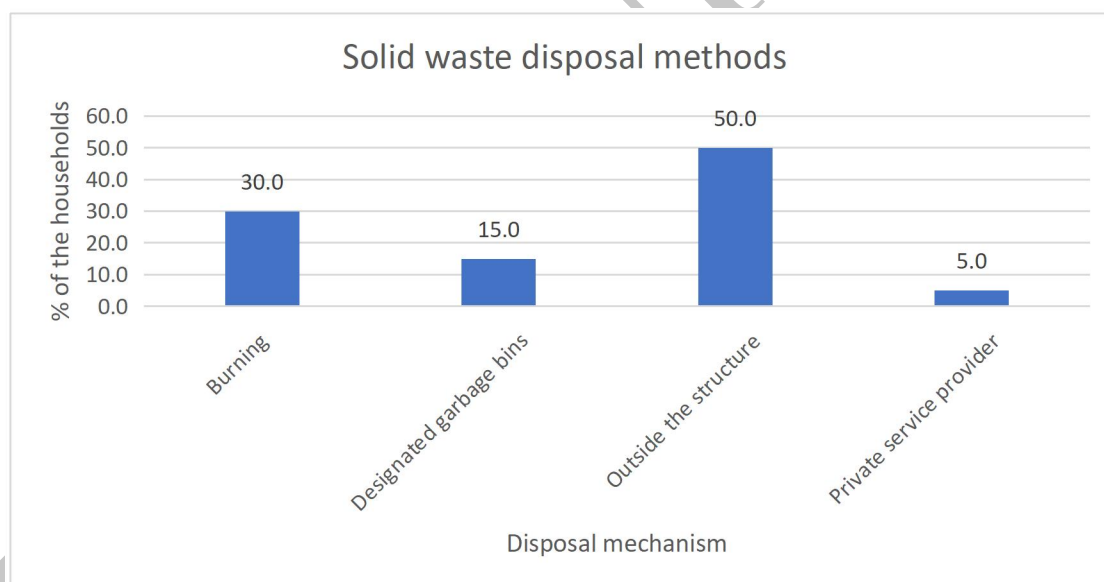 Solid waste disposal methods
% of the households
60.0
50.0
40.0
30.0
20.0
10.0
0.0
30.0
15.0
50.0
5.0
Burning
Designated garbage bins
Outside the structure
Private service provider
Disposal mechanism